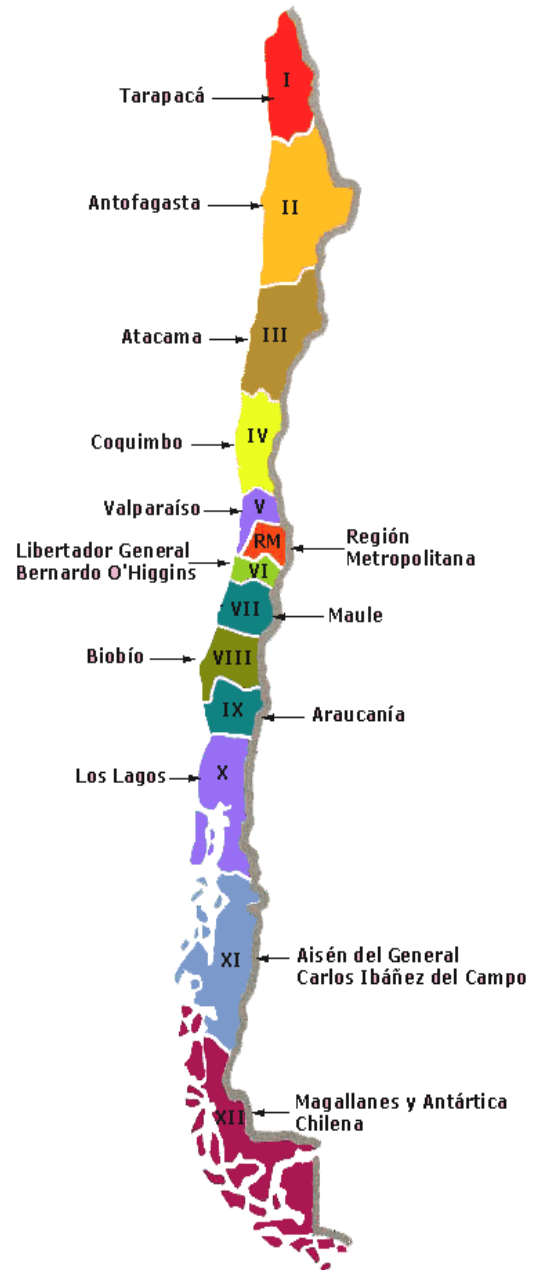 I
Tarapacá
II
Antofagasta
III
Atacama
IV
Coquimbo
V
Valparaíso
RM
Región
Metropolitana
Libertador General
Bernardo O'Higgins
VI
VII
Maule
VIII
Biobío
IX
Araucanía
X
Los Lagos
XI
Aisén del General
Carlos Ibáñez del Campo
XII
Magallanes y Antártica
Chilena